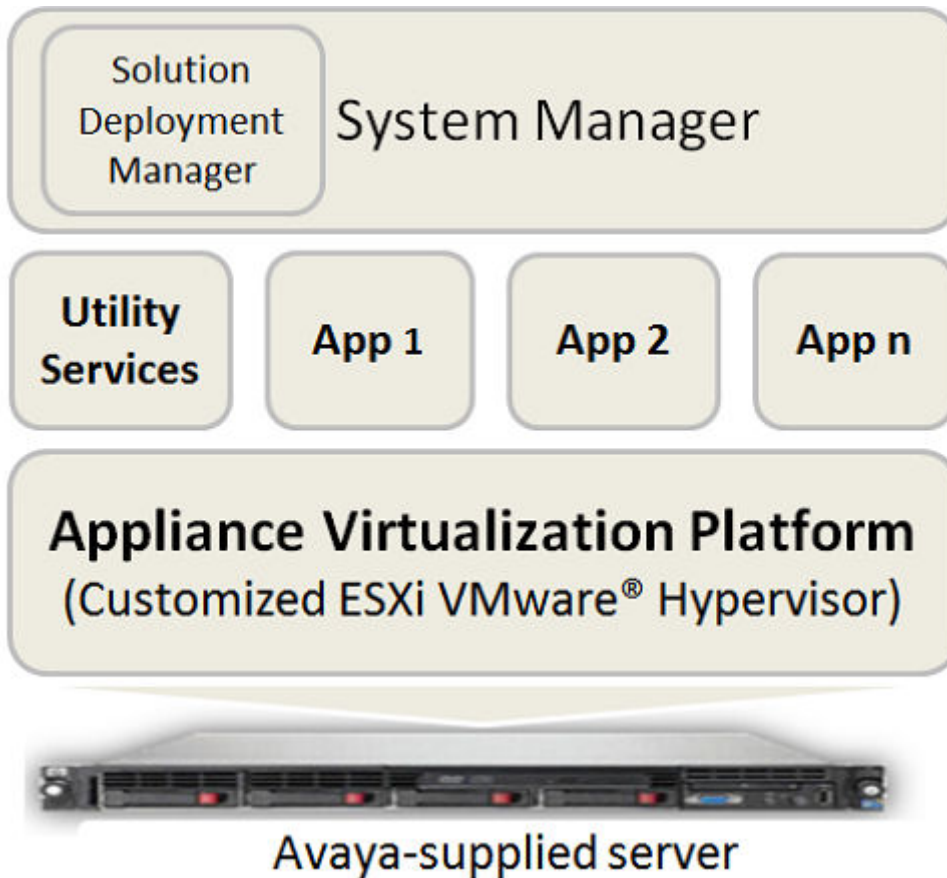 Solution
Deployment
Manager
System Manager
Utility
Services
App 1
App 2
App n
Appliance Virtualization Platform
(Customized ESXi VMware® Hypervisor)
Avaya-supplied server